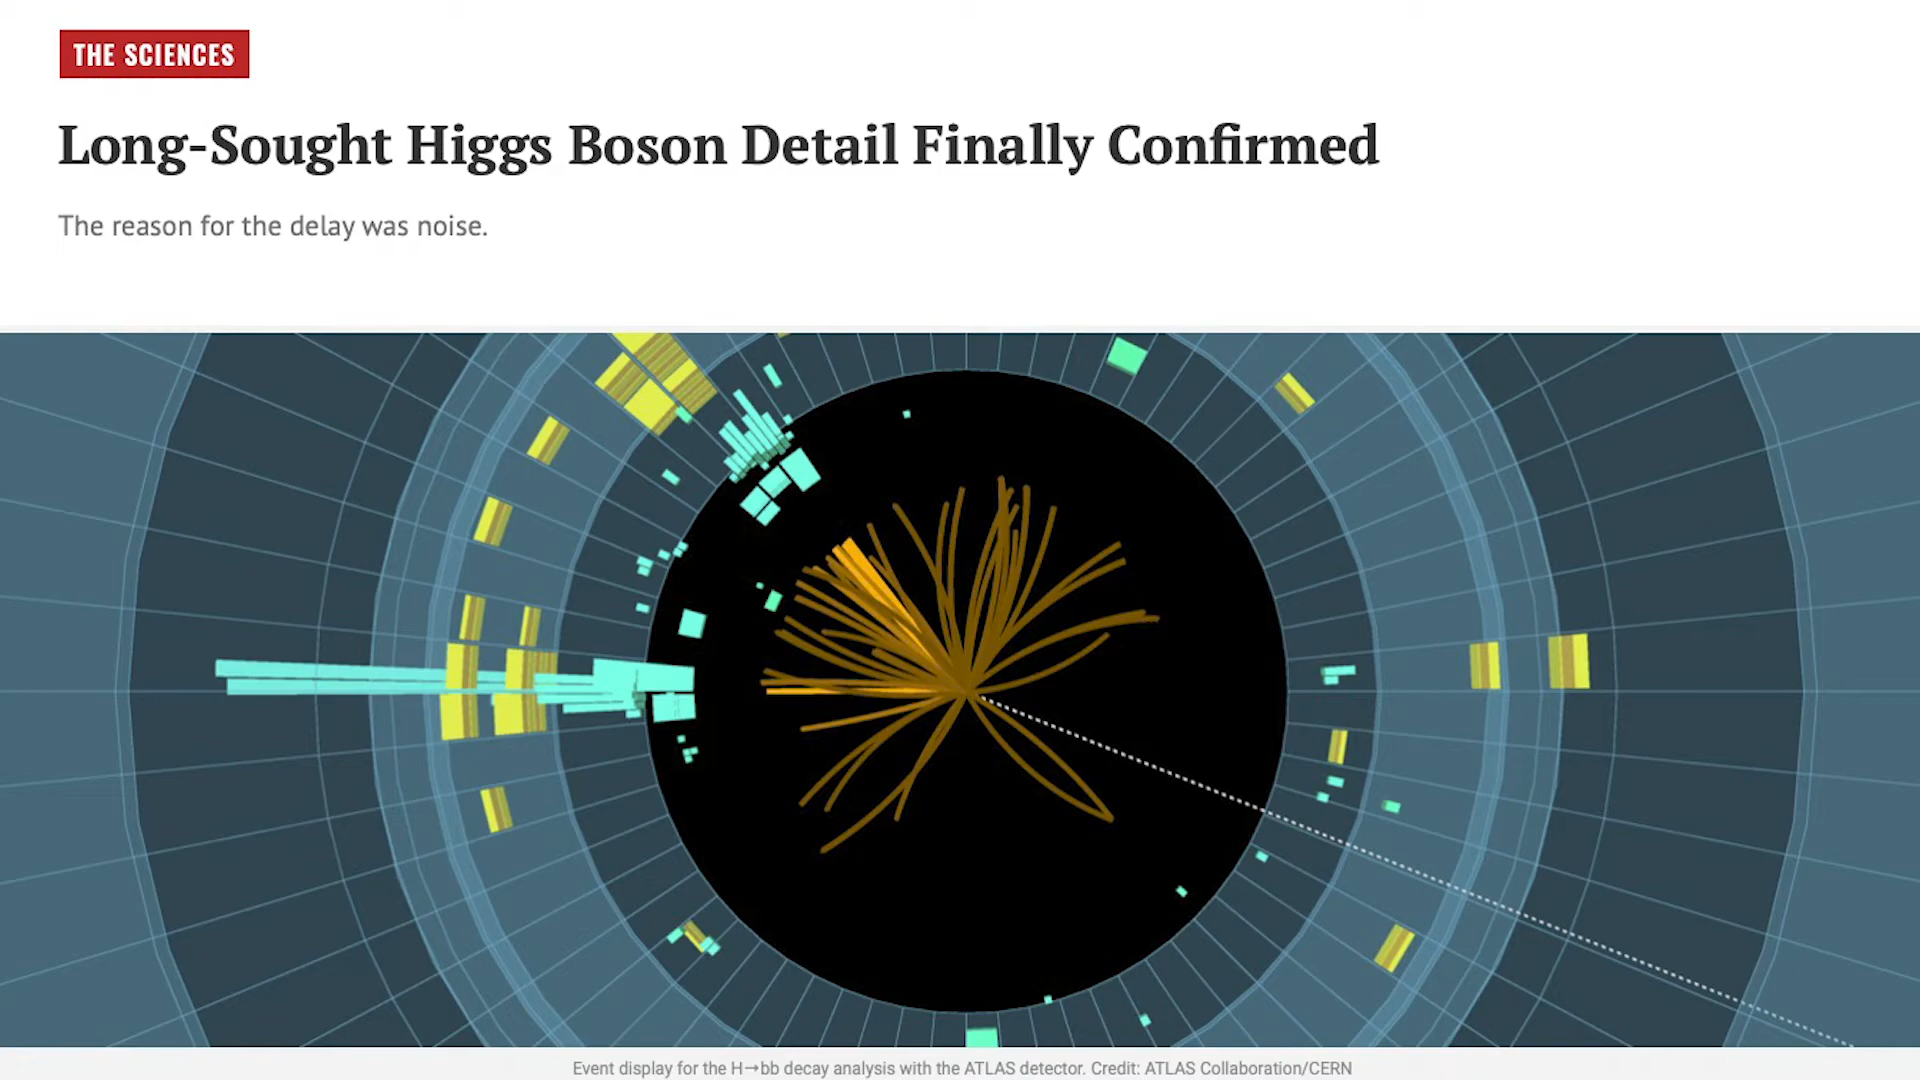 THE SCIENCES
Long-Sought Higgs Boson Detail Finally Confirmed
The reason for the delay was noise.
Event display for the H→bb decay analysis with the ATLAS detector. Credit: ATLAS Collaboration/CERN